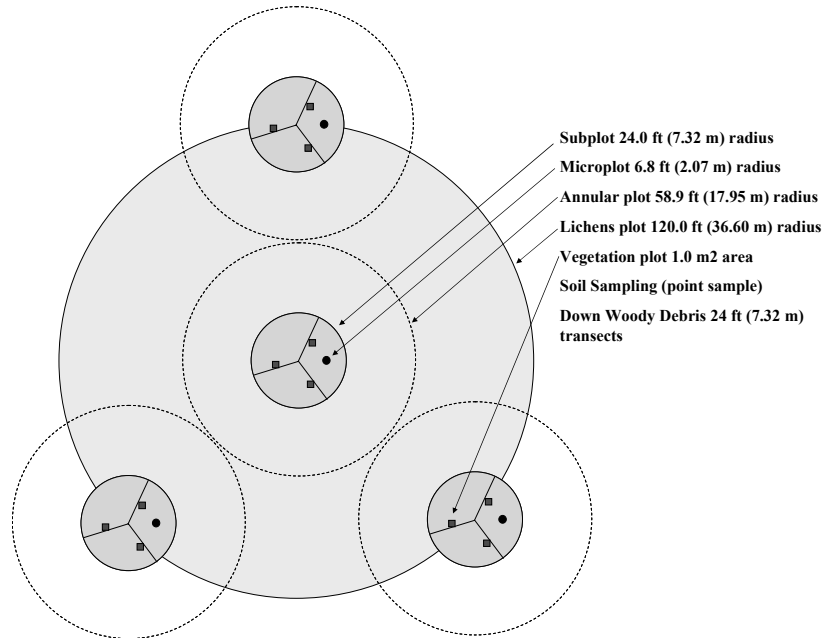 Subplot 24.0 ft (7.32 m) radius
Microplot 6.8 ft (2.07 m) radius
Annular plot 58.9 ft (17.95 m) radius
Lichens plot 120.0 ft (36.60 m) radius
Vegetation plot 1.0 m2 area
Soil Sampling (point sample)
Down Woody Debris 24 ft (7.32 m)
transects